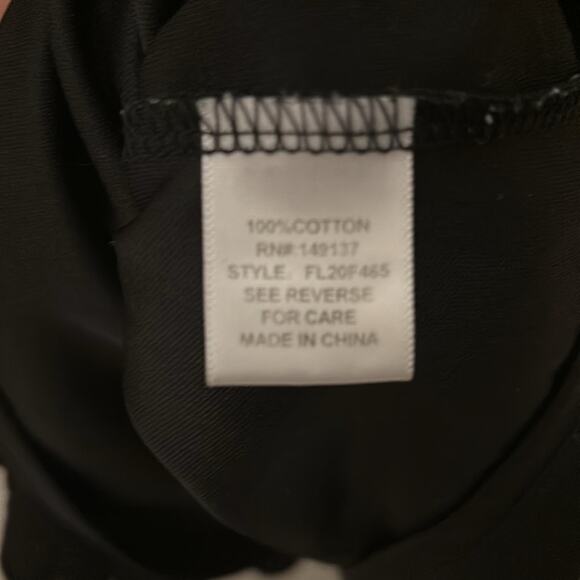 100%COTTON
RN#:149137
STYLE. FL20F465
SEE REVERSE
FOR CARE
MADE IN CHINA